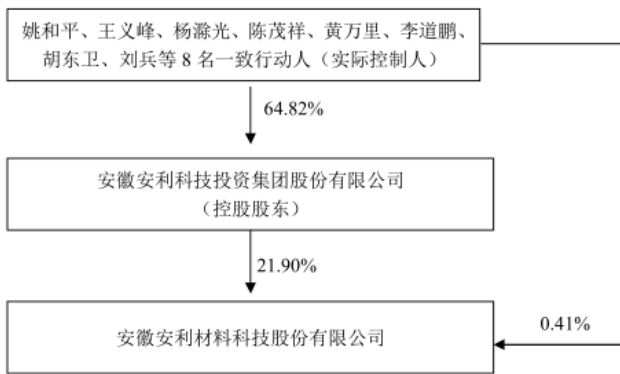 姚和平、王义峰、杨滁光、陈茂祥、黄万里、李道鹏、
胡东卫、刘兵等 8 名一致行动人（实际控制人）
64.82%
安徽安利科技投资集团股份有限公司
（控股股东）
21.90%
安徽安利材料科技股份有限公司
0.41%